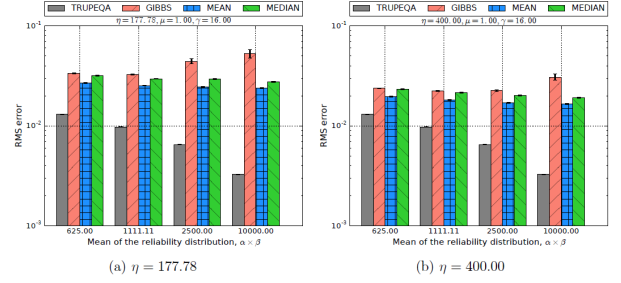 TRUPEQA GIBBS MEAN MEDIAN
η = 177.78, μ = 1.00, γ = 16.00
10⁰
10⁻¹
10⁻²
10⁻³
RMS error
625.00 1111.11 2500.00 10000.00
Mean of the reliability distribution, α × β
(a) η = 177.78
TRUPEQA GIBBS MEAN MEDIAN
η = 400.00, μ = 1.00, γ = 16.00
10⁰
10⁻¹
10⁻²
10⁻³
RMS error
625.00 1111.11 2500.00 10000.00
Mean of the reliability distribution, α × β
(b) η = 400.00